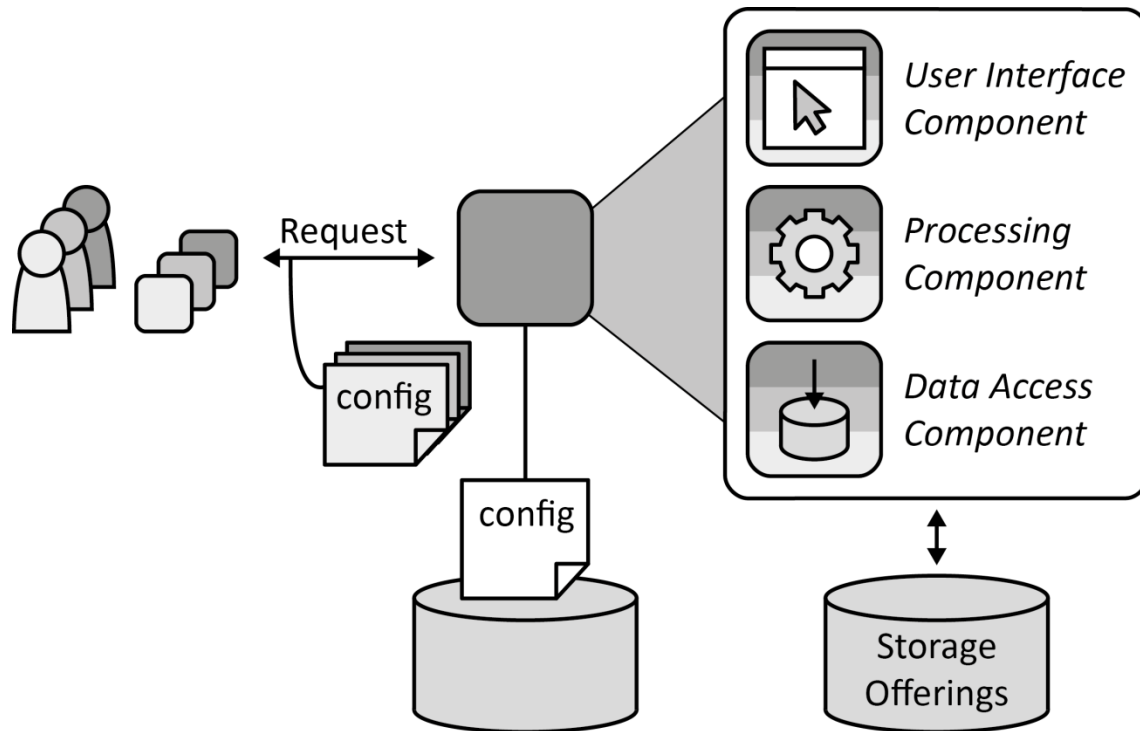 User Interface
Component
Request
Processing
Component
config
Data Access
Component
config
Storage
Offerings